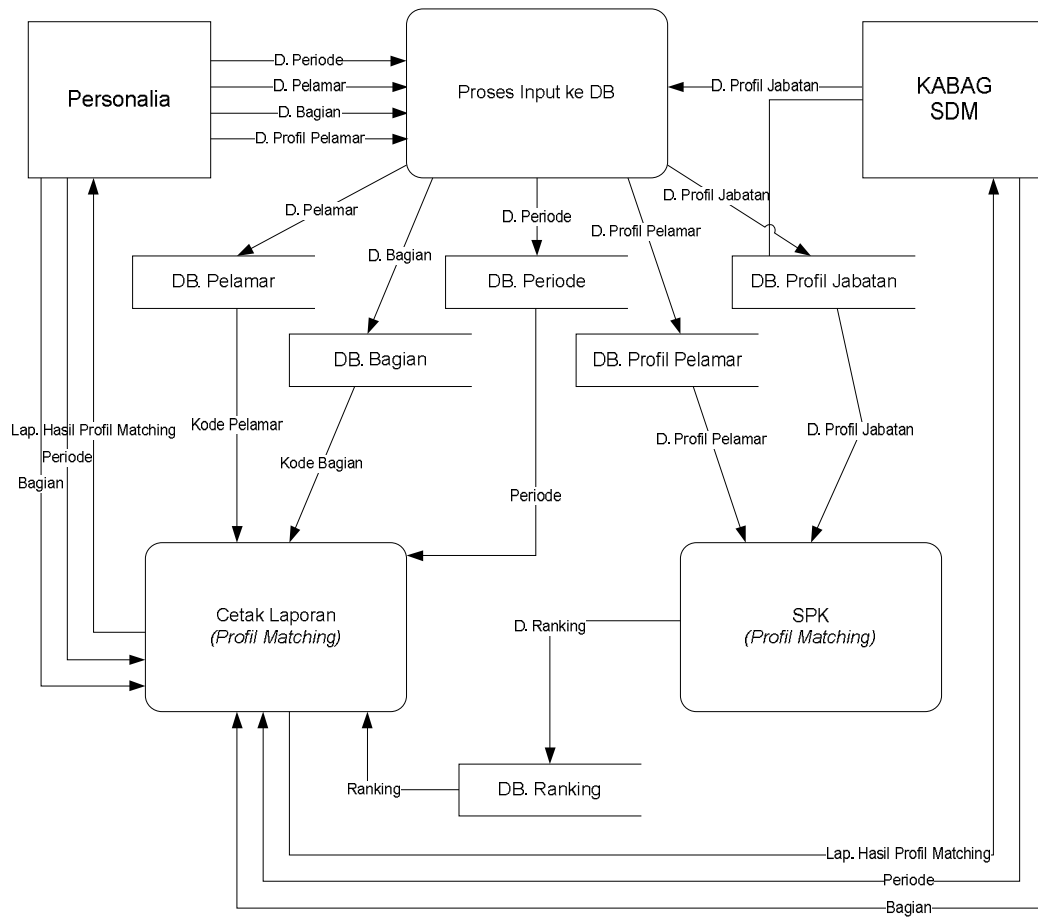 Personalia
D. Periode
D. Pelamar
D. Bagian
D. Profil Pelamar
Proses Input ke DB
D. Profil Jabatan
KABAG
SDM
D. Pelamar
D. Bagian
D. Periode
D. Profil Pelamar
D. Profil Jabatan
DB. Pelamar
DB. Periode
DB. Profil Jabatan
DB. Bagian
DB. Profil Pelamar
Kode Pelamar
Lap. Hasil Profil Matching
Periode
Bagian
Kode Bagian
Periode
D. Profil Pelamar
D. Profil Jabatan
Cetak Laporan
(Profil Matching)
D. Ranking
SPK
(Profil Matching)
Ranking
DB. Ranking
Lap. Hasil Profil Matching
Periode
Bagian